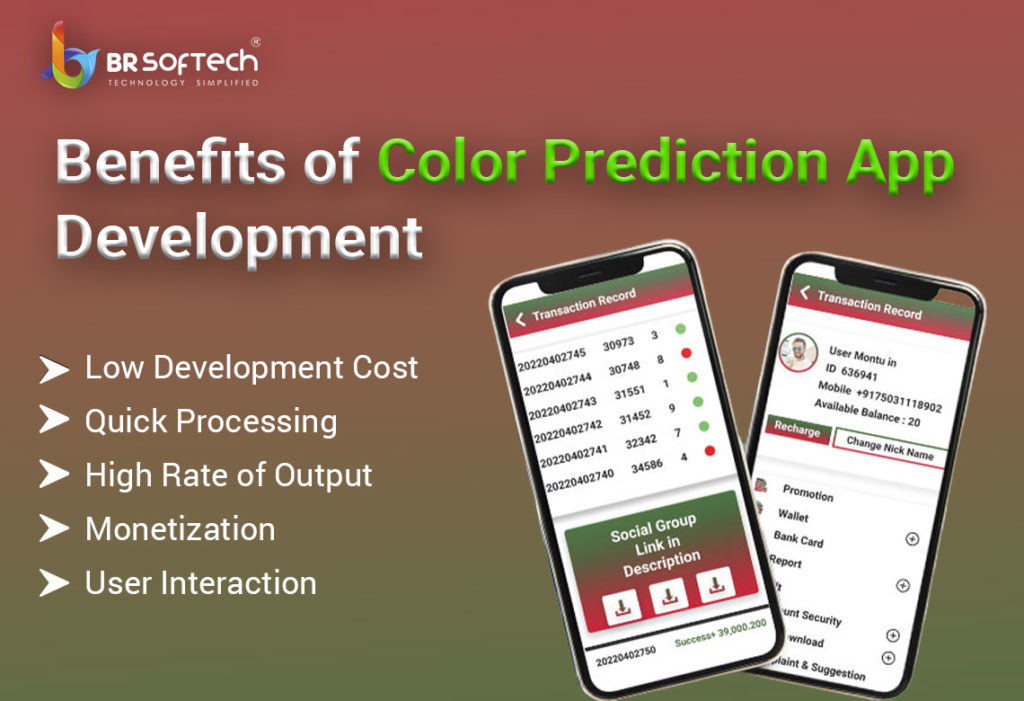 BR SOFTECH ®
TECHNOLOGY SIMPLIFIED
Benefits of Color Prediction App
Development
Low Development Cost
Quick Processing
High Rate of Output
Monetization
User Interaction
Transaction Record
20220402745 30973 3
20220402744 30748 8
20220402743 31551 1
20220402742 31452 9
20220402741 32342 7
20220402740 34586 4
Social Group
Link in
Description
20220402750 Success+ 39,000.200
Transaction Record
User Montu in
ID 636941
Mobile +9175031118902
Available Balance : 20
Recharge
Change Nick Name
Promotion
Wallet
Bank Card
Report
& Suggestion